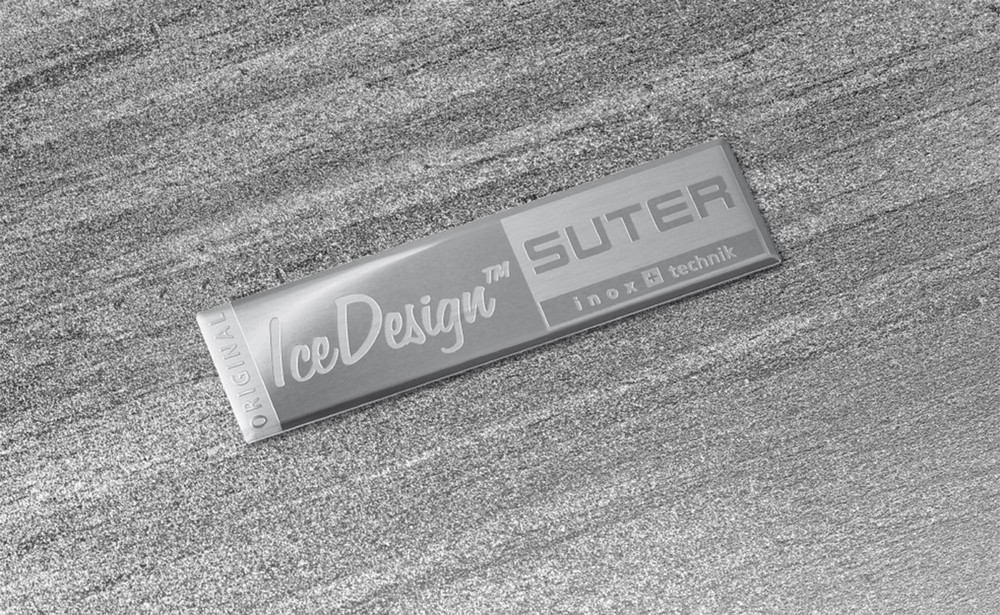 ORIGINAL
IceDesign™
SUTER
inox+technik